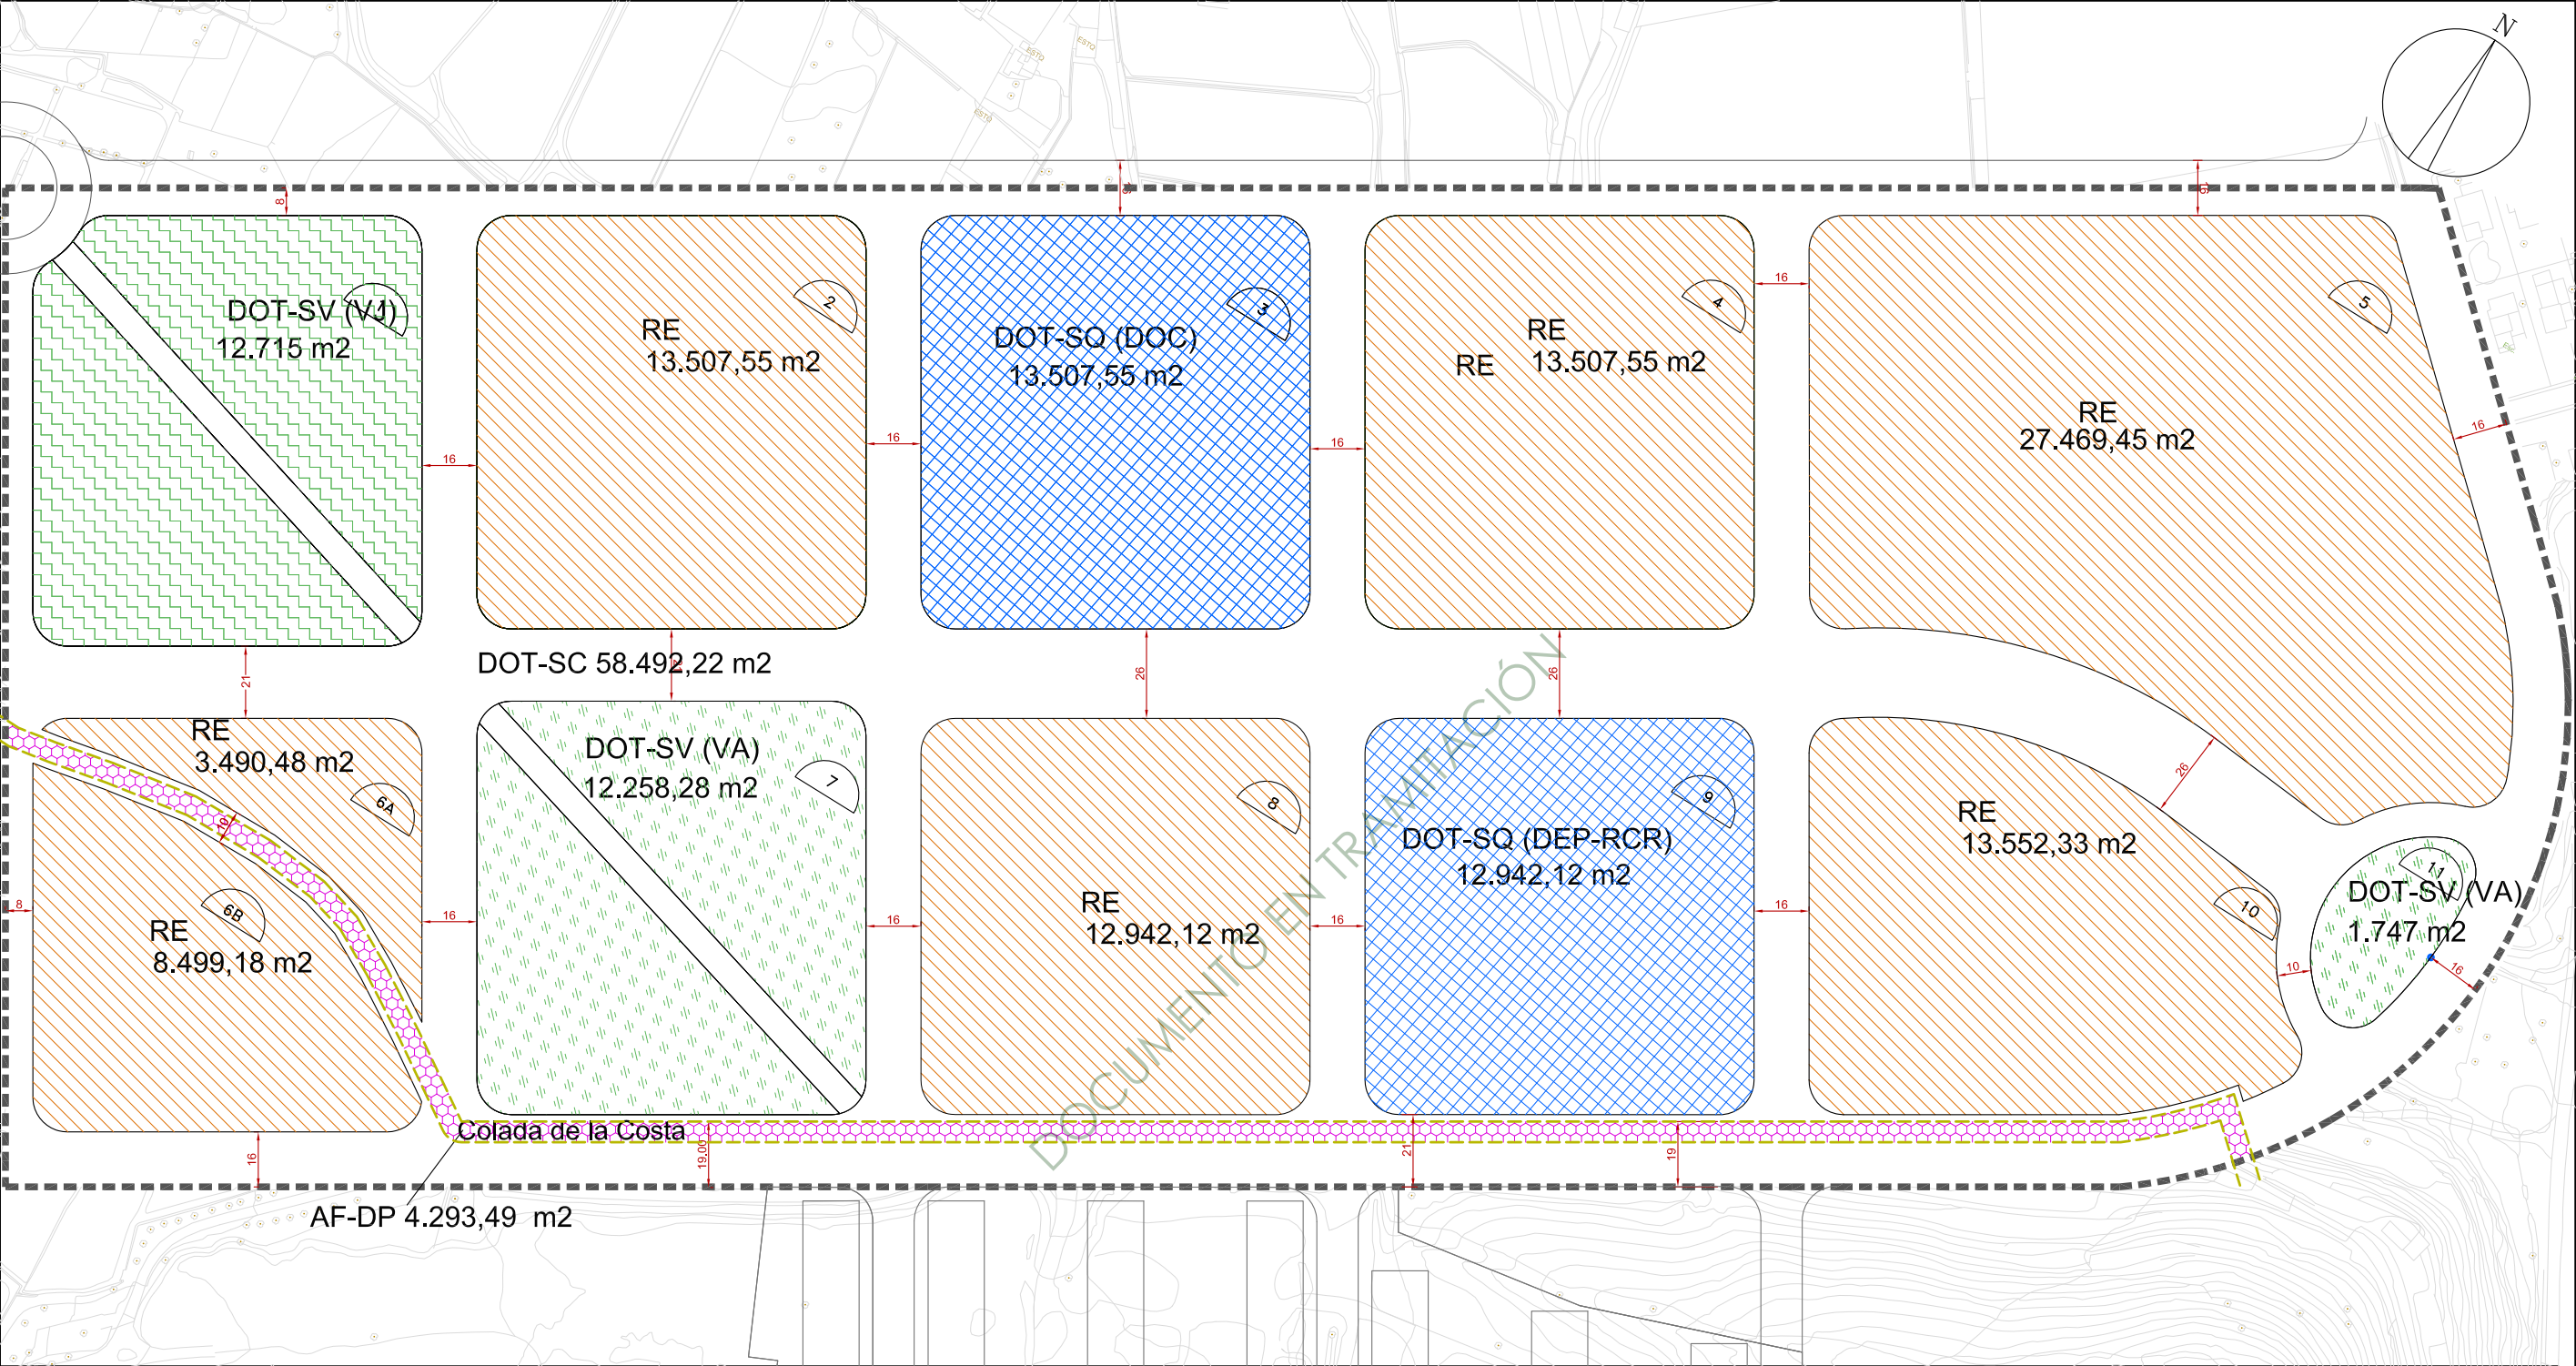 N
ESTO
ESTO
ESTO
8
16
16
DOT-SV (VJ)
1
12.715 m2
2
RE
13.507,55 m2
3
DOT-SQ (DOC)
13.507,55 m2
4
RE
RE
13.507,55 m2
16
5
RE
27.469,45 m2
16
16
16
16
21
DOT-SC 58.492,22 m2
26
26
26
RE
3.490,48 m2
6A
10
6B
RE
8.499,18 m2
8
16
DOT-SV (VA)
12.258,28 m2
7
16
8
RE
12.942,12 m2
16
9
DOT-SQ (DEP-RCR)
12.942,12 m2
16
RE
13.552,33 m2
10
10
11
DOT-SV (VA)
1.747 m2
16
DOCUMENTO EN TRAMITACIÓN
Colada de la Costa
16
19,00
21
19
AF-DP 4.293,49 m2